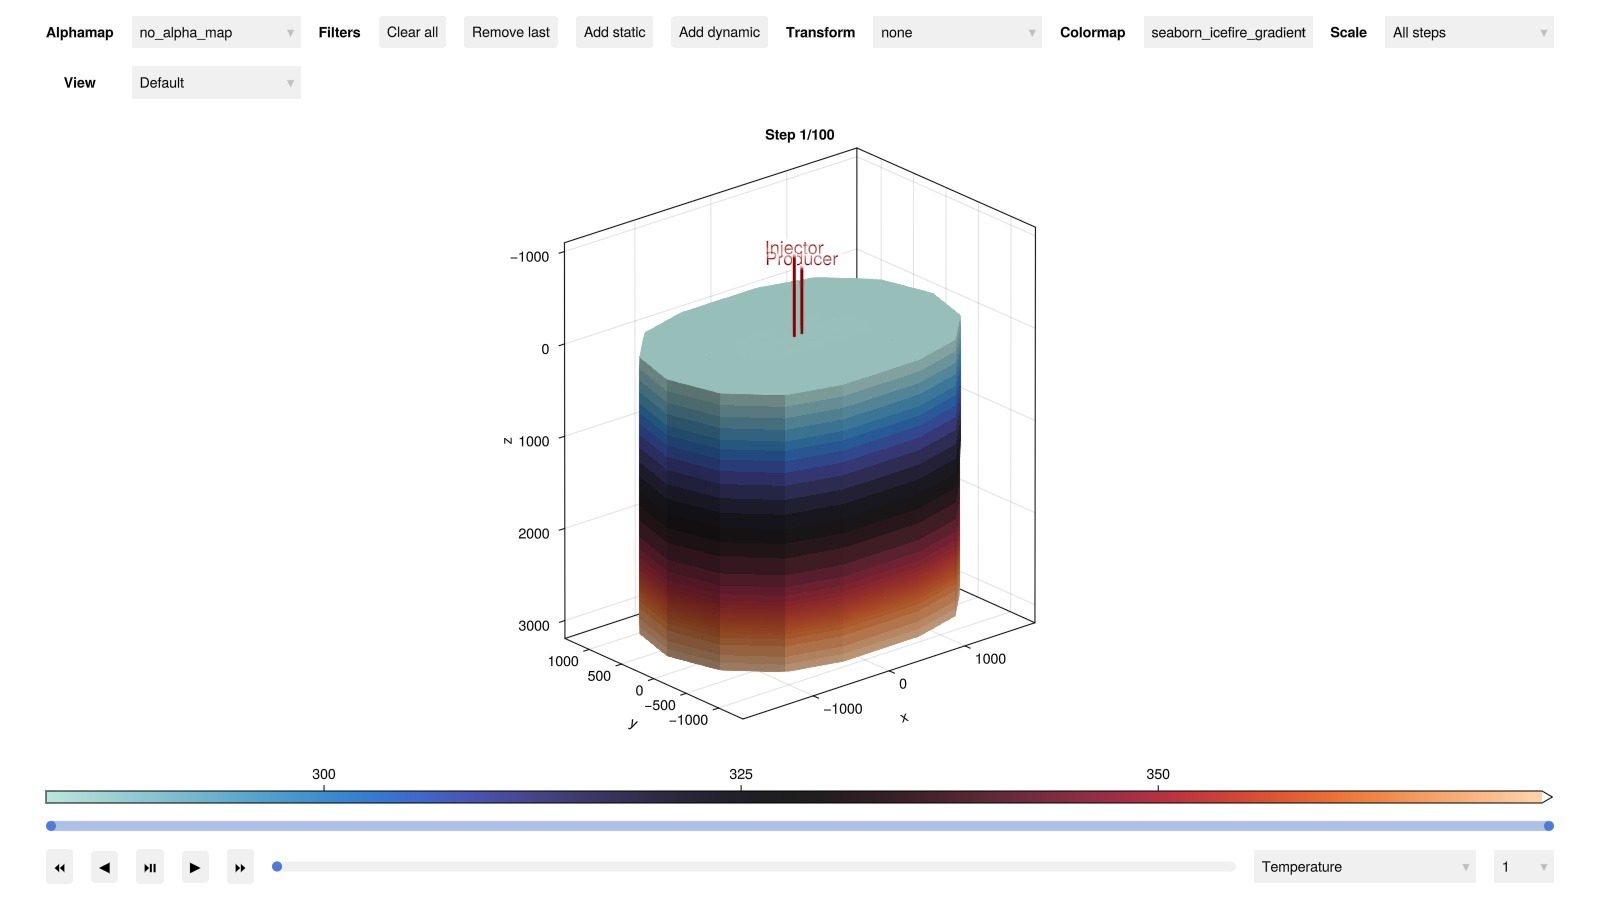 Alphamap no_alpha_map Filters Clear all Remove last Add static Add dynamic Transform none Colormap seaborn_icefire_gradient Scale All steps
View Default
Step 1/100
Injector
Producer
−1000
0
z 1000
2000
3000
1000
500
0
−500
−1000
y
−1000
0
1000
x
300 325 350
Temperature 1